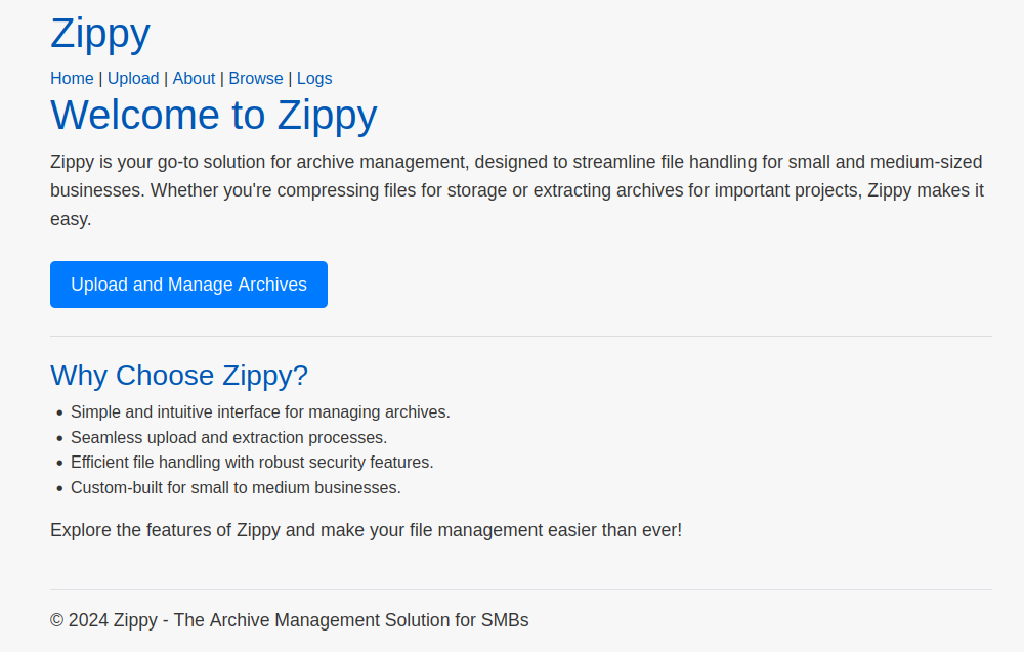 Zippy
Home | Upload | About | Browse | Logs
Welcome to Zippy
Zippy is your go-to solution for archive management, designed to streamline file handling for small and medium-sized
businesses. Whether you're compressing files for storage or extracting archives for important projects, Zippy makes it
easy.
Upload and Manage Archives
Why Choose Zippy?
• Simple and intuitive interface for managing archives.
• Seamless upload and extraction processes.
• Efficient file handling with robust security features.
• Custom-built for small to medium businesses.
Explore the features of Zippy and make your file management easier than ever!
© 2024 Zippy - The Archive Management Solution for SMBs